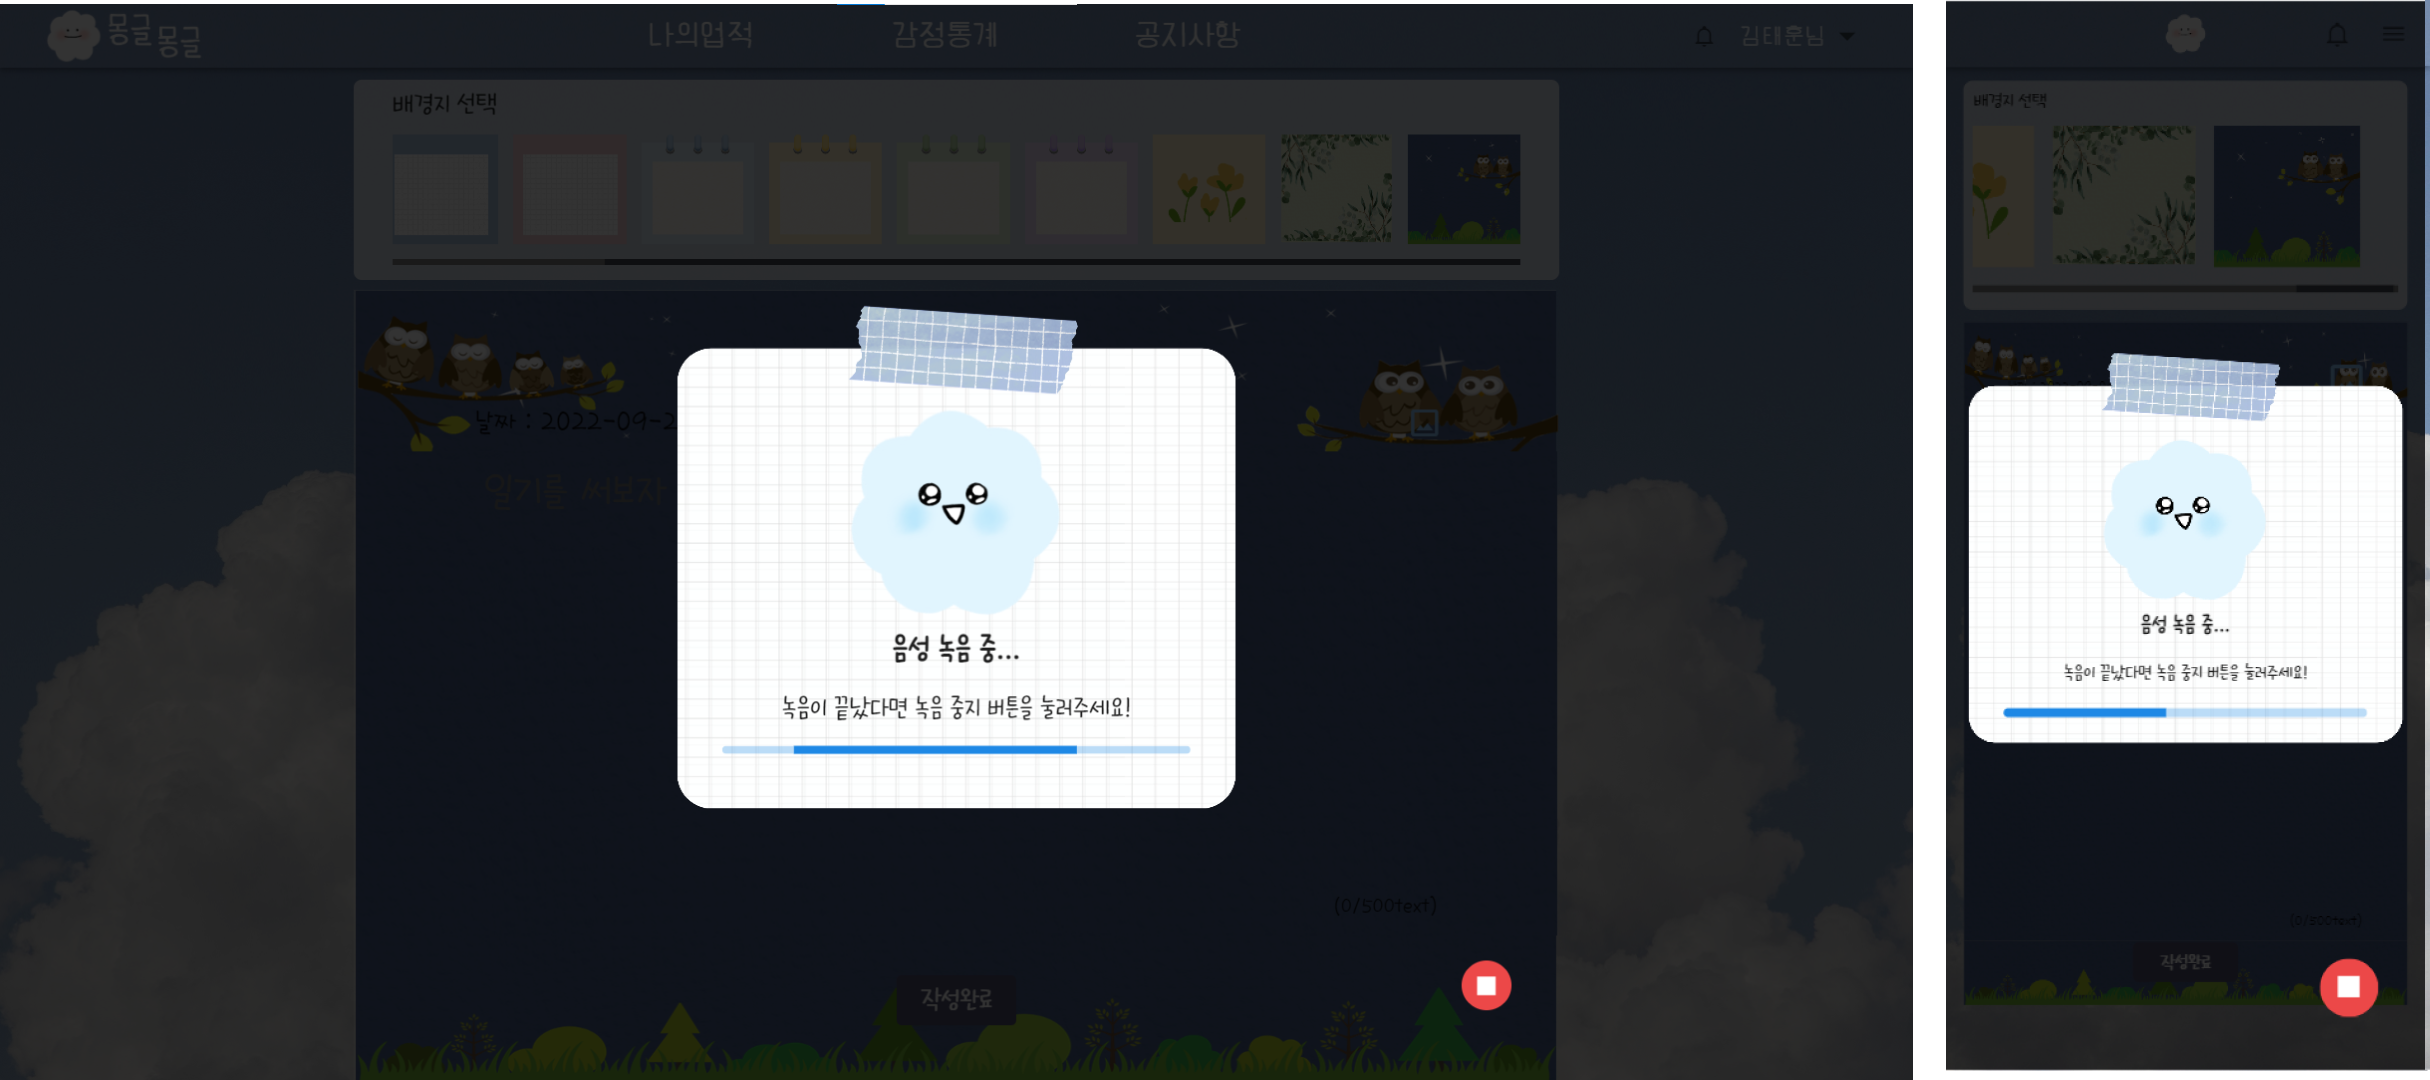 몽글몽글
나의업적
감정통계
공지사항
김태훈님
배경지 선택
날짜 : 2022-09-2
일기를 써보자
음성 녹음 중...
녹음이 끝났다면 녹음 중지 버튼을 눌러주세요!
(0/500text)
작성완료
배경지 선택
음성 녹음 중...
녹음이 끝났다면 녹음 중지 버튼을 눌러주세요!
(0/500text)
작성완료